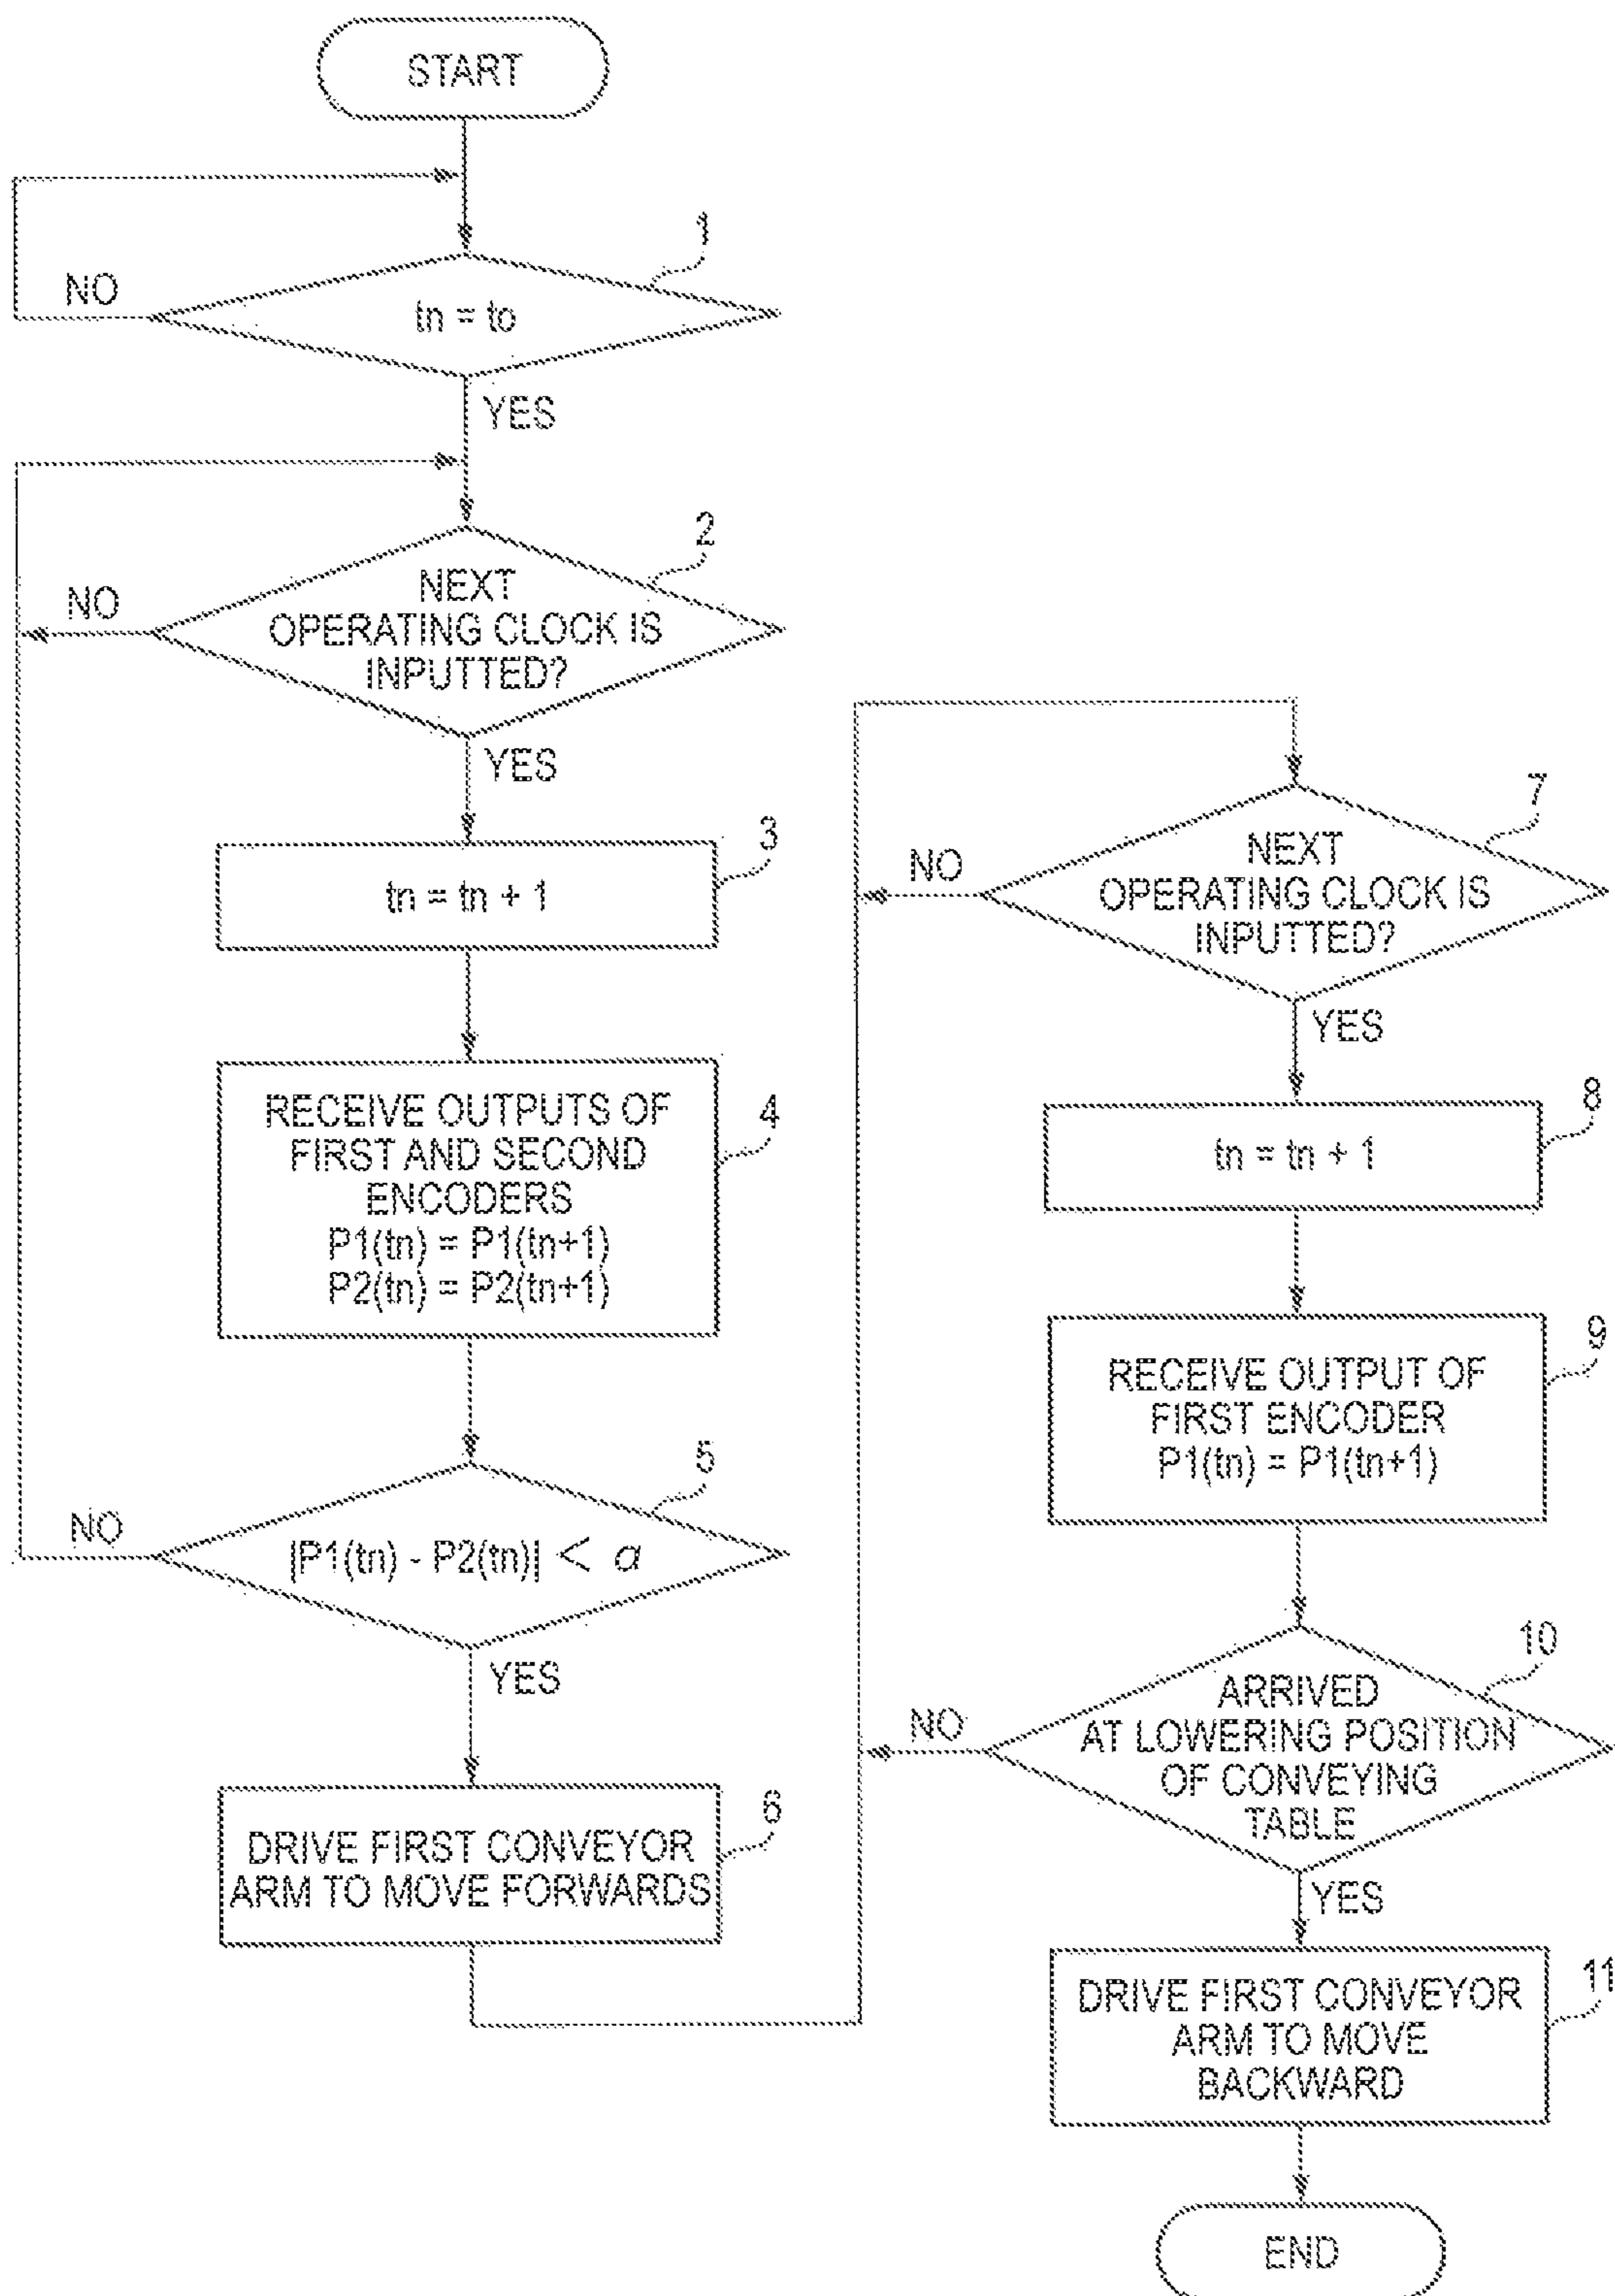 START
1
NO
tn = to
YES
2
NO
NEXT
OPERATING CLOCK IS
INPUTTED?
YES
3
tn = tn + 1
4
RECEIVE OUTPUTS OF
FIRST AND SECOND
ENCODERS
P1(tn) = P1(tn+1)
P2(tn) = P2(tn+1)
5
NO
|P1(tn) - P2(tn)| < α
YES
6
DRIVE FIRST CONVEYOR
ARM TO MOVE FORWARDS
7
NO
NEXT
OPERATING CLOCK IS
INPUTTED?
YES
8
tn = tn + 1
9
RECEIVE OUTPUT OF
FIRST ENCODER
P1(tn) = P1(tn+1)
10
NO
ARRIVED
AT LOWERING POSITION
OF CONVEYING
TABLE
YES
11
DRIVE FIRST CONVEYOR
ARM TO MOVE
BACKWARD
END